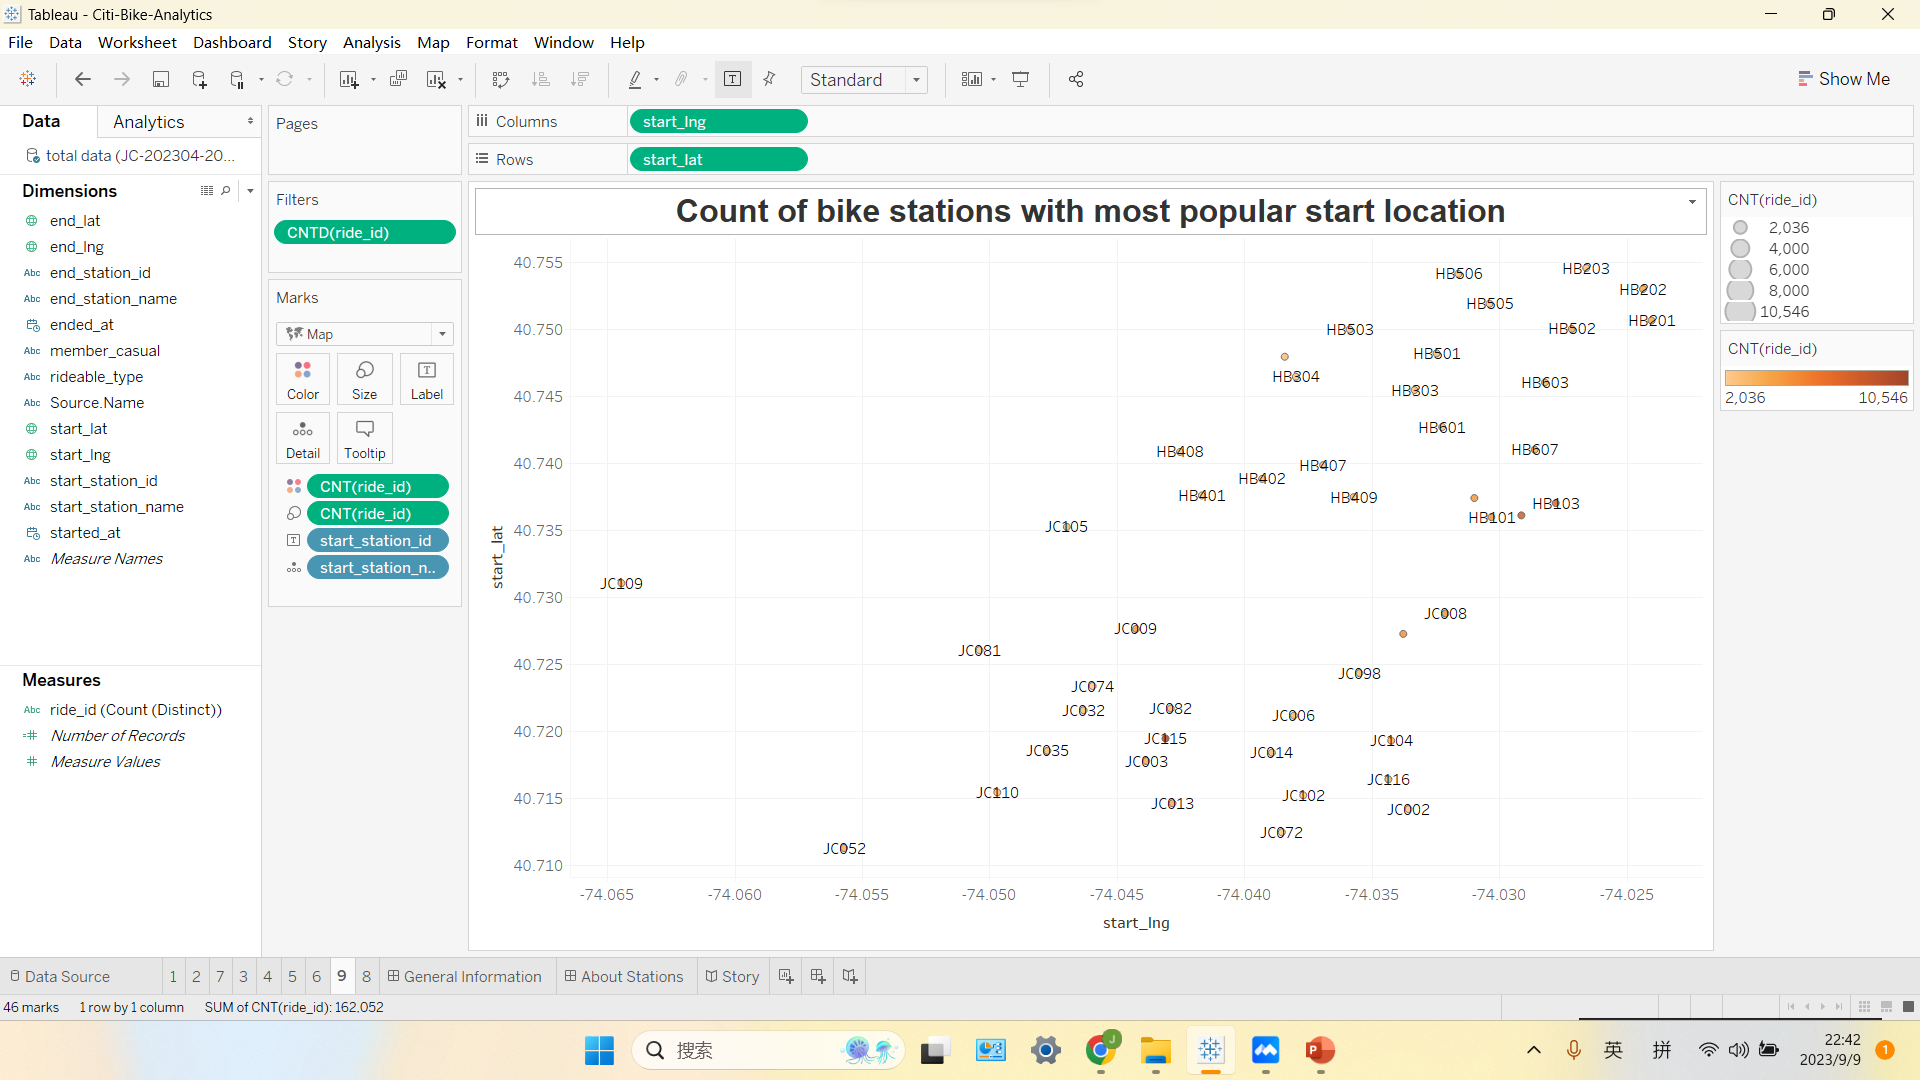 Tableau - Citi-Bike-Analytics
File Data Worksheet Dashboard Story Analysis Map Format Window Help
Standard
Show Me
Data Analytics
total data (JC-202304-20...
Dimensions
end_lat
end_lng
end_station_id
end_station_name
ended_at
member_casual
rideable_type
Source.Name
start_lat
start_lng
start_station_id
start_station_name
started_at
Measure Names
Measures
ride_id (Count (Distinct))
Number of Records
Measure Values
Pages
Filters
CNTD(ride_id)
Marks
Map
Color Size Label
Detail Tooltip
CNT(ride_id)
CNT(ride_id)
start_station_id
start_station_n..
Columns start_lng
Rows start_lat
Count of bike stations with most popular start location
start_lat
40.755
40.750
40.745
40.740
40.735
40.730
40.725
40.720
40.715
40.710
HB203
HB506
HB202
HB505
HB201
HB502
HB503
HB501
HB304
HB603
HB303
HB601
HB607
HB408
HB407
HB402
HB401
HB409
HB103
HB101
JC105
JC109
JC008
JC009
JC081
JC098
JC074
JC082
JC032
JC006
JC115
JC104
JC035
JC014
JC003
JC116
JC110
JC102
JC013
JC002
JC072
JC052
-74.065 -74.060 -74.055 -74.050 -74.045 -74.040 -74.035 -74.030 -74.025
start_lng
CNT(ride_id)
2,036
4,000
6,000
8,000
10,546
CNT(ride_id)
2,036 10,546
Data Source 1 2 7 3 4 5 6 9 8 General Information About Stations Story
46 marks 1 row by 1 column SUM of CNT(ride_id): 162,052
搜索
英 拼
22:42
2023/9/9
1